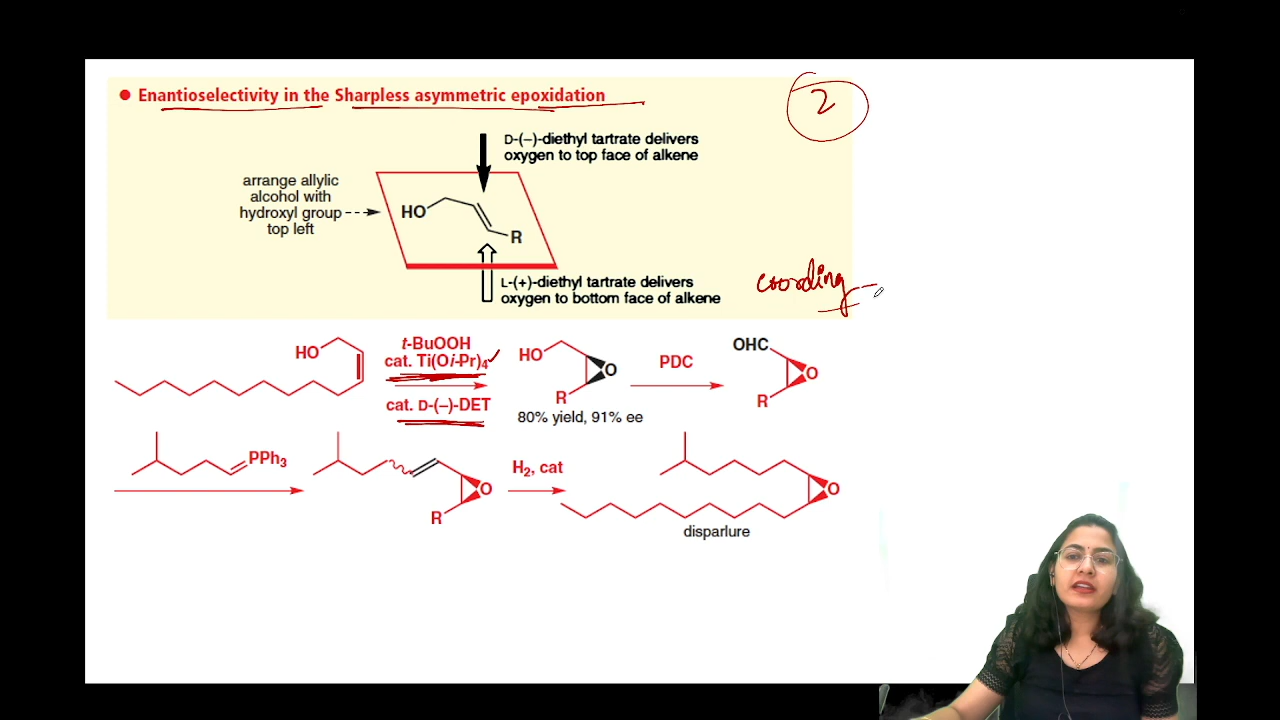 • Enantioselectivity in the Sharpless asymmetric epoxidation
2
D-(–)-diethyl tartrate delivers
oxygen to top face of alkene
arrange allylic
alcohol with
hydroxyl group
top left
HO
R
L-(+)-diethyl tartrate delivers
oxygen to bottom face of alkene
HO
t-BuOOH
cat. Ti(Oi-Pr)4
cat. D-(–)-DET
HO
O
R
80% yield, 91% ee
PDC
OHC
O
R
PPh3
O
R
H2, cat
O
disparlure